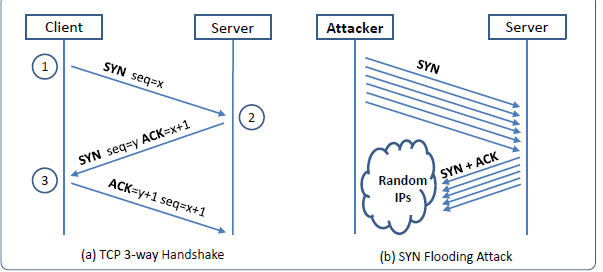 Client
Server
1
SYN seq=x
2
SYN seq=y ACK=x+1
3
ACK=y+1 seq=x+1
(a) TCP 3-way Handshake
Attacker
Server
SYN
SYN + ACK
Random
IPs
(b) SYN Flooding Attack